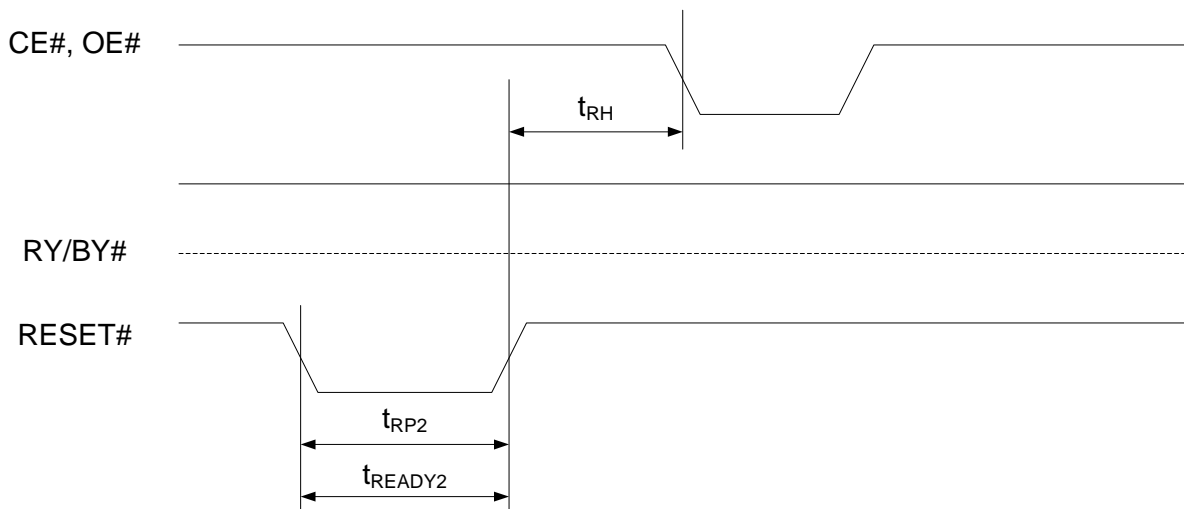 CE#, OE#
tRH
RY/BY#
RESET#
tRP2
tREADY2